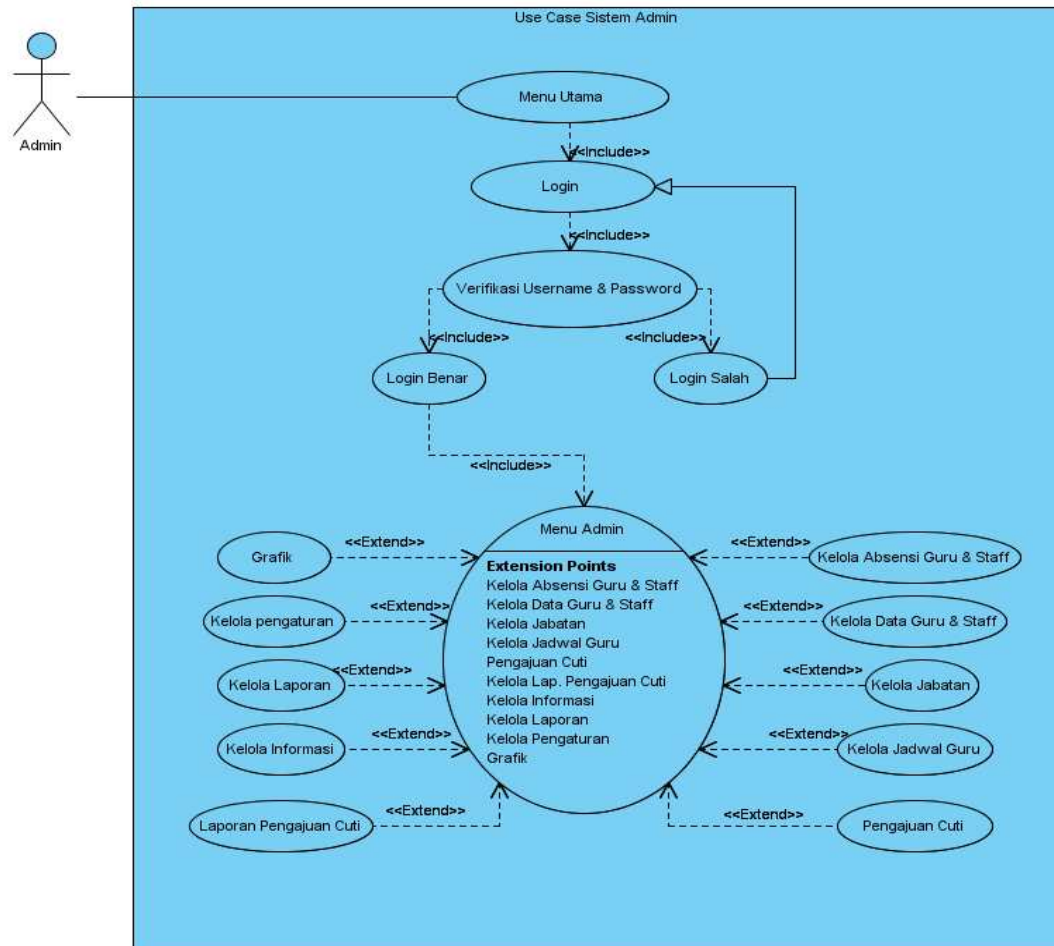 Use Case Sistem Admin
Admin
Menu Utama
<<Include>>
Login
<<Include>>
Verifikasi Username & Password
<<Include>>
<<Include>>
Login Benar
Login Salah
<<Include>>
Menu Admin
Extension Points
Kelola Absensi Guru & Staff
Kelola Data Guru & Staff
Kelola Jabatan
Kelola Jadwal Guru
Pengajuan Cuti
Kelola Lap. Pengajuan Cuti
Kelola Informasi
Kelola Laporan
Kelola Pengaturan
Grafik
<<Extend>>
Grafik
<<Extend>>
Kelola pengaturan
<<Extend>>
Kelola Laporan
<<Extend>>
Kelola Informasi
<<Extend>>
Laporan Pengajuan Cuti
<<Extend>>
Kelola Absensi Guru & Staff
<<Extend>>
Kelola Data Guru & Staff
<<Extend>>
Kelola Jabatan
<<Extend>>
Kelola Jadwal Guru
<<Extend>>
Pengajuan Cuti